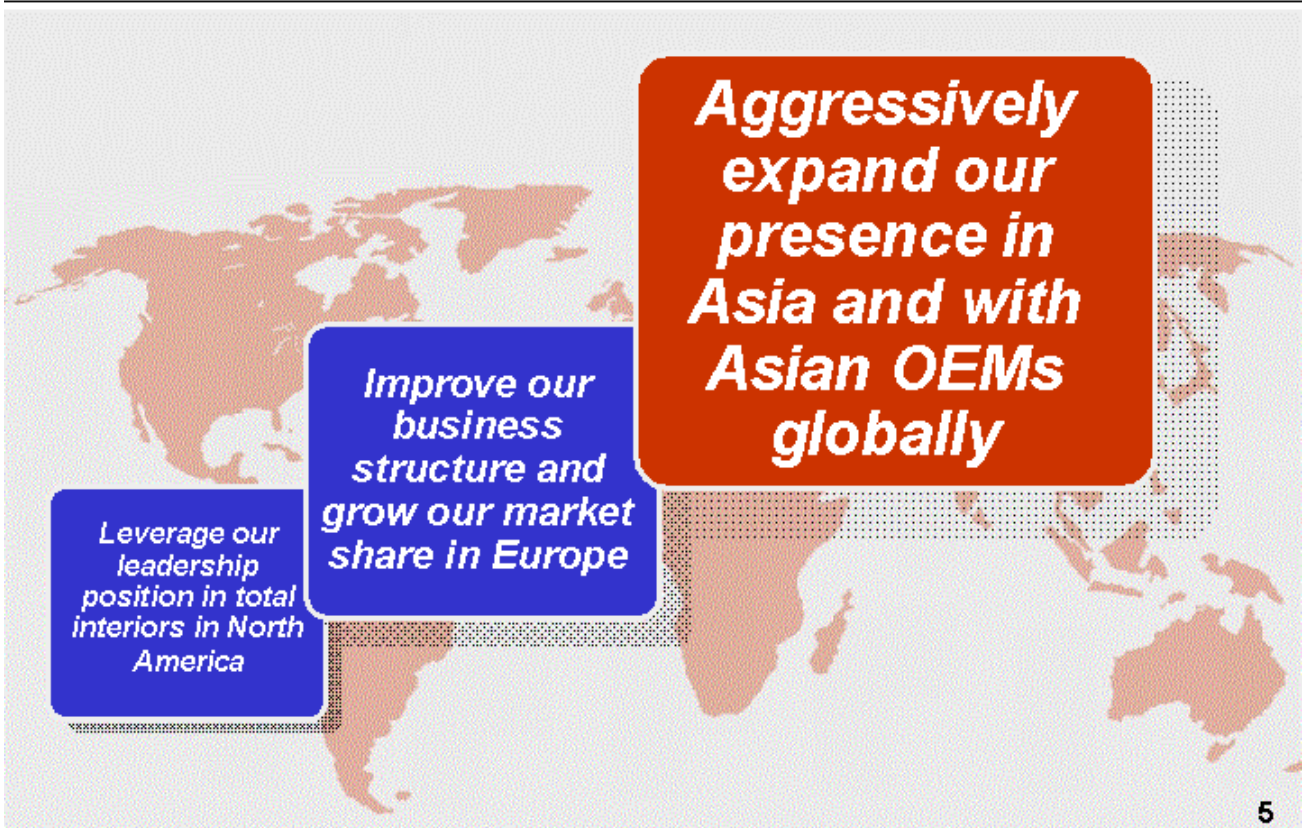 Aggressively
expand our
presence in
Asia and with
Asian OEMs
globally
Improve our
business
structure and
grow our market
share in Europe
Leverage our
leadership
position in total
interiors in North
America
5